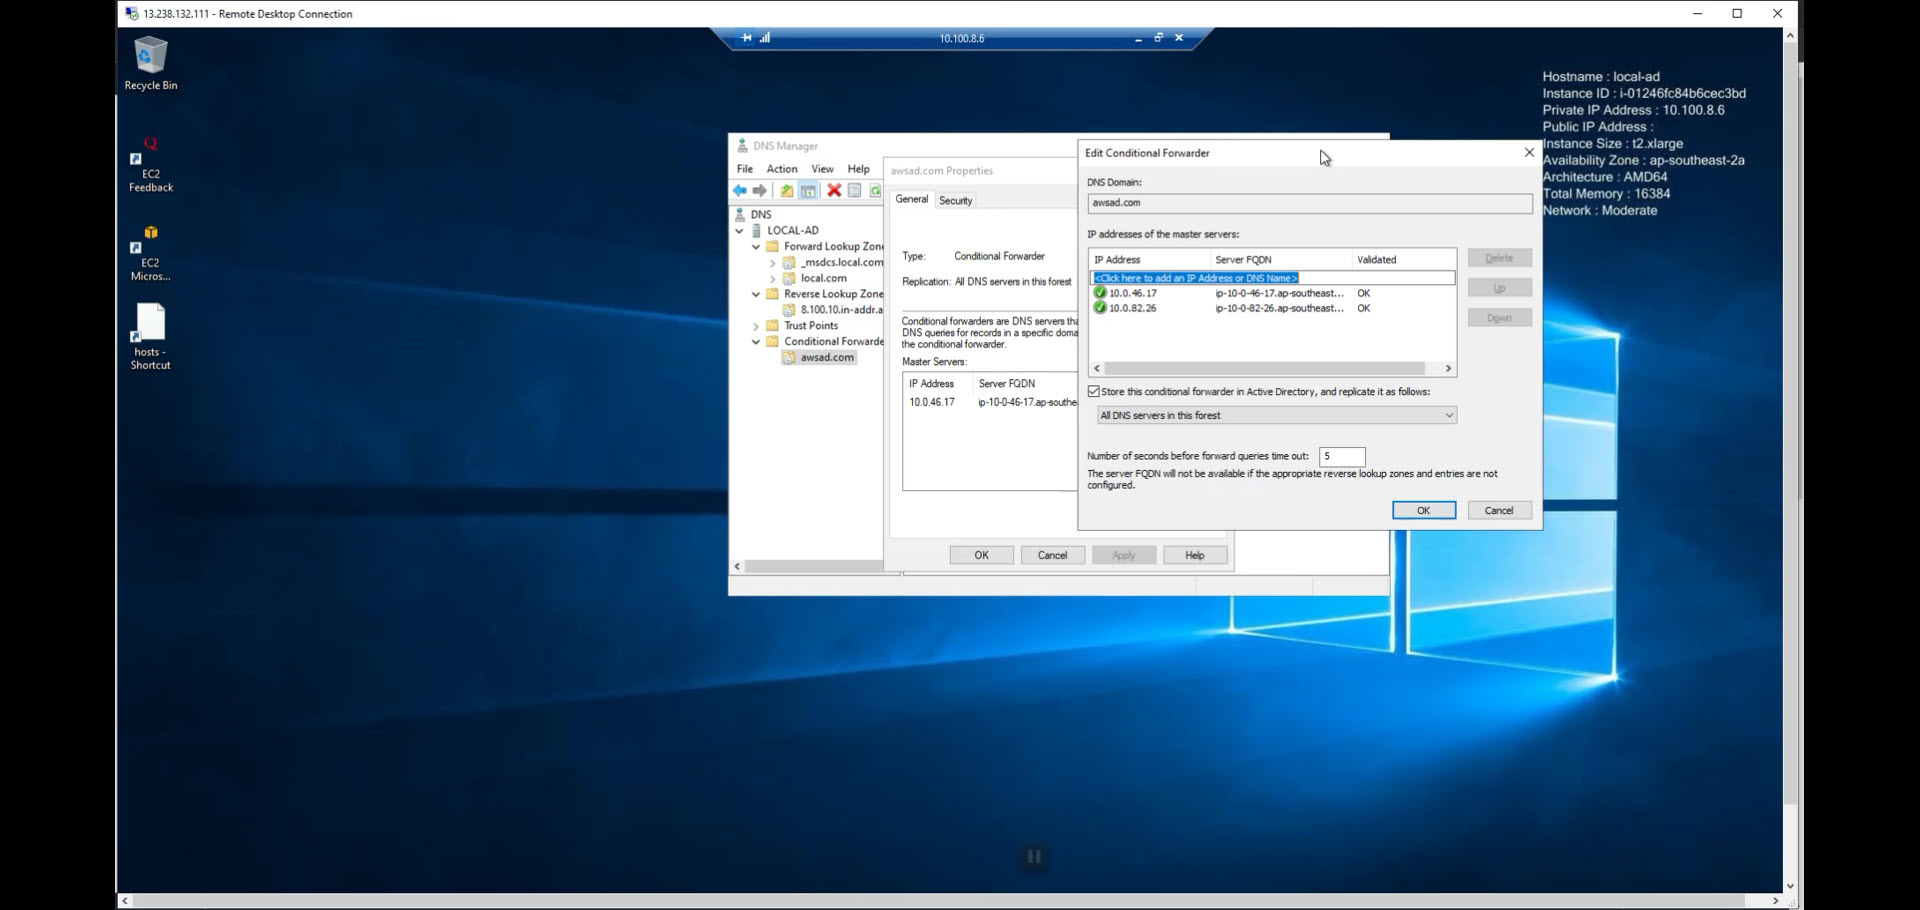 13.238.132.111 - Remote Desktop Connection
10.100.8.6
Recycle Bin
EC2
Feedback
EC2
Micros...
hosts -
Shortcut
Hostname : local-ad
Instance ID : i-01246fc84b6cec3bd
Private IP Address : 10.100.8.6
Public IP Address :
Instance Size : t2.xlarge
Availability Zone : ap-southeast-2a
Architecture : AMD64
Total Memory : 16384
Network : Moderate
DNS Manager
File Action View Help
DNS
LOCAL-AD
Forward Lookup Zone
_msdcs.local.com
local.com
Reverse Lookup Zone
8.100.10.in-addr.a
Trust Points
Conditional Forwarde
awsad.com
awsad.com Properties
General Security
Type: Conditional Forwarder
Replication: All DNS servers in this forest
Conditional forwarders are DNS servers tha
DNS queries for records in a specific doma
the conditional forwarder.
Master Servers:
IP Address Server FQDN
10.0.46.17 ip-10-0-46-17.ap-southe
OK Cancel Apply Help
Edit Conditional Forwarder
DNS Domain:
awsad.com
IP addresses of the master servers:
IP Address Server FQDN Validated
<Click here to add an IP Address or DNS Name>
10.0.46.17 ip-10-0-46-17.ap-southeast... OK
10.0.82.26 ip-10-0-82-26.ap-southeast... OK
Delete
Up
Down
Store this conditional forwarder in Active Directory, and replicate it as follows:
All DNS servers in this forest
Number of seconds before forward queries time out: 5
The server FQDN will not be available if the appropriate reverse lookup zones and entries are not
configured.
OK Cancel